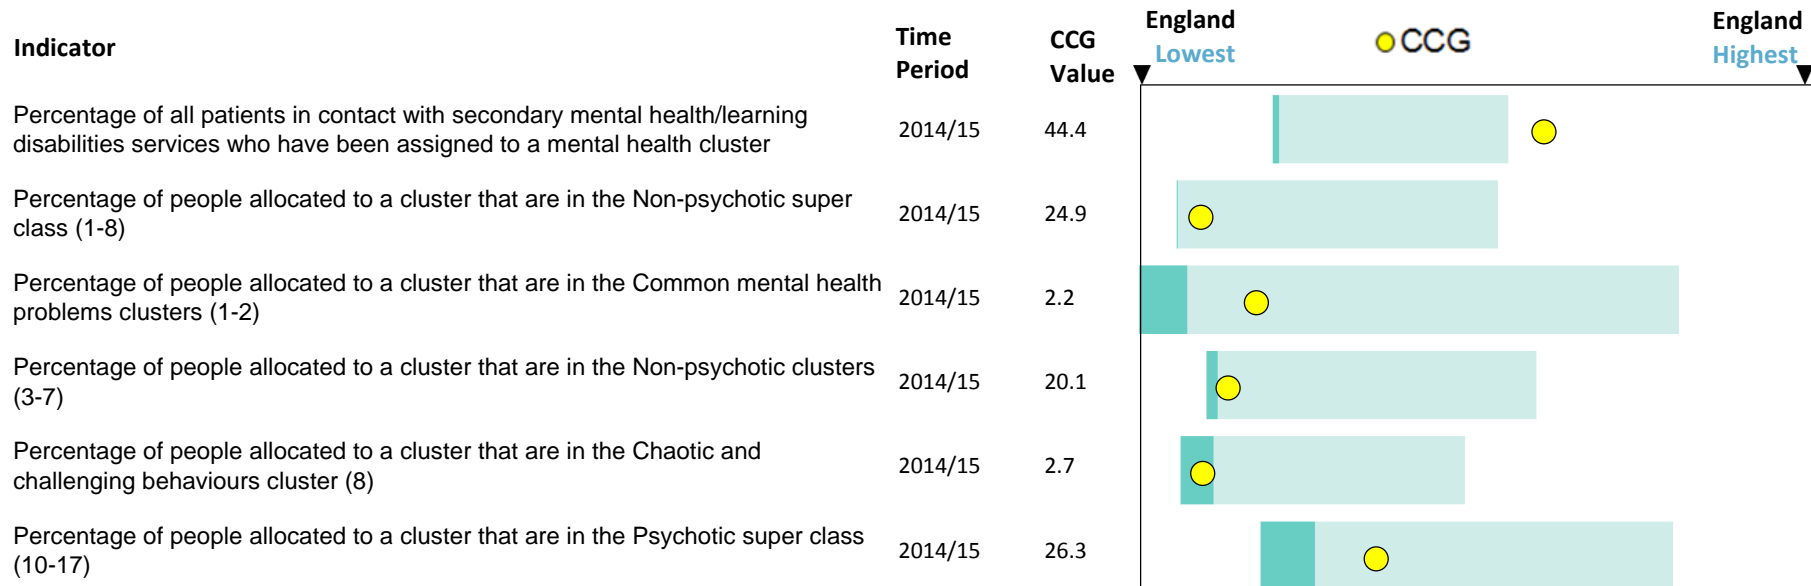 Indicator
Time Period
CCG Value
England Lowest
CCG
England Highest
Percentage of all patients in contact with secondary mental health/learning
disabilities services who have been assigned to a mental health cluster
2014/15
44.4
Percentage of people allocated to a cluster that are in the Non-psychotic super
class (1-8)
2014/15
24.9
Percentage of people allocated to a cluster that are in the Common mental health
problems clusters (1-2)
2014/15
2.2
Percentage of people allocated to a cluster that are in the Non-psychotic clusters
(3-7)
2014/15
20.1
Percentage of people allocated to a cluster that are in the Chaotic and
challenging behaviours cluster (8)
2014/15
2.7
Percentage of people allocated to a cluster that are in the Psychotic super class
(10-17)
2014/15
26.3